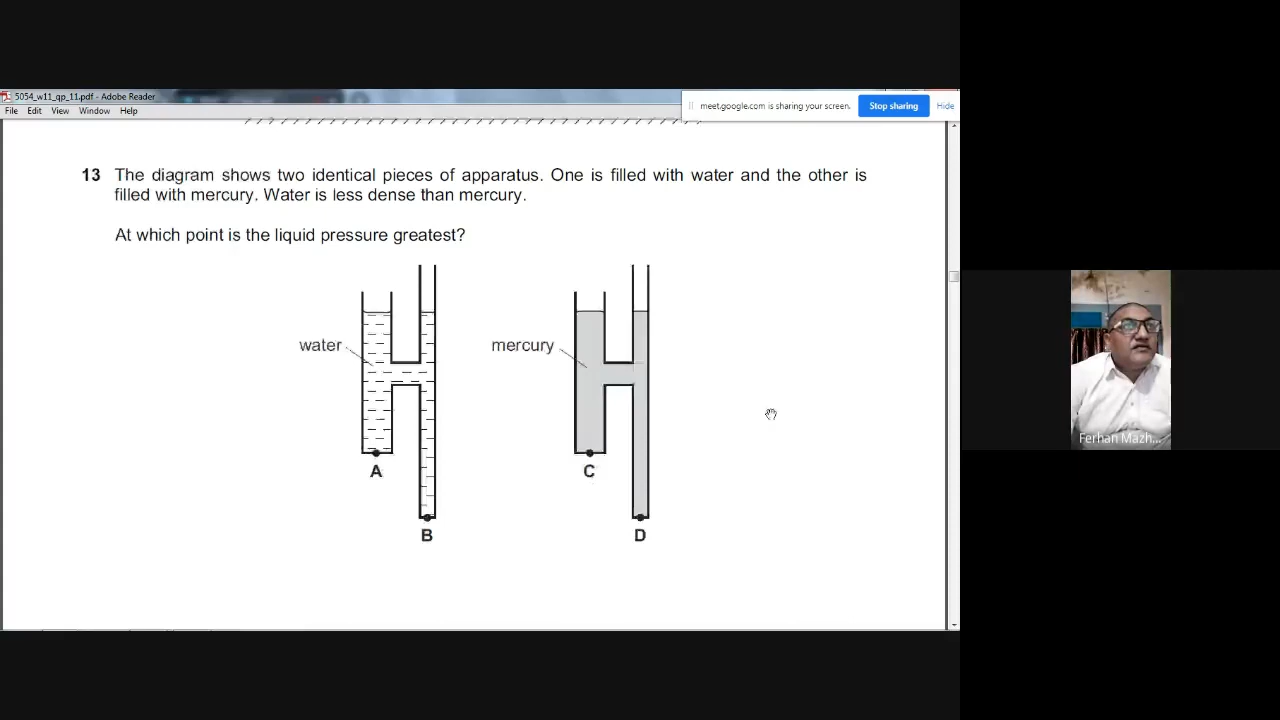 5054_w11_qp_11.pdf - Adobe Reader
File Edit View Window Help
meet.google.com is sharing your screen. Stop sharing Hide
13 The diagram shows two identical pieces of apparatus. One is filled with water and the other is
filled with mercury. Water is less dense than mercury.
At which point is the liquid pressure greatest?
water
mercury
A
C
B
D
Ferhan Mazh...